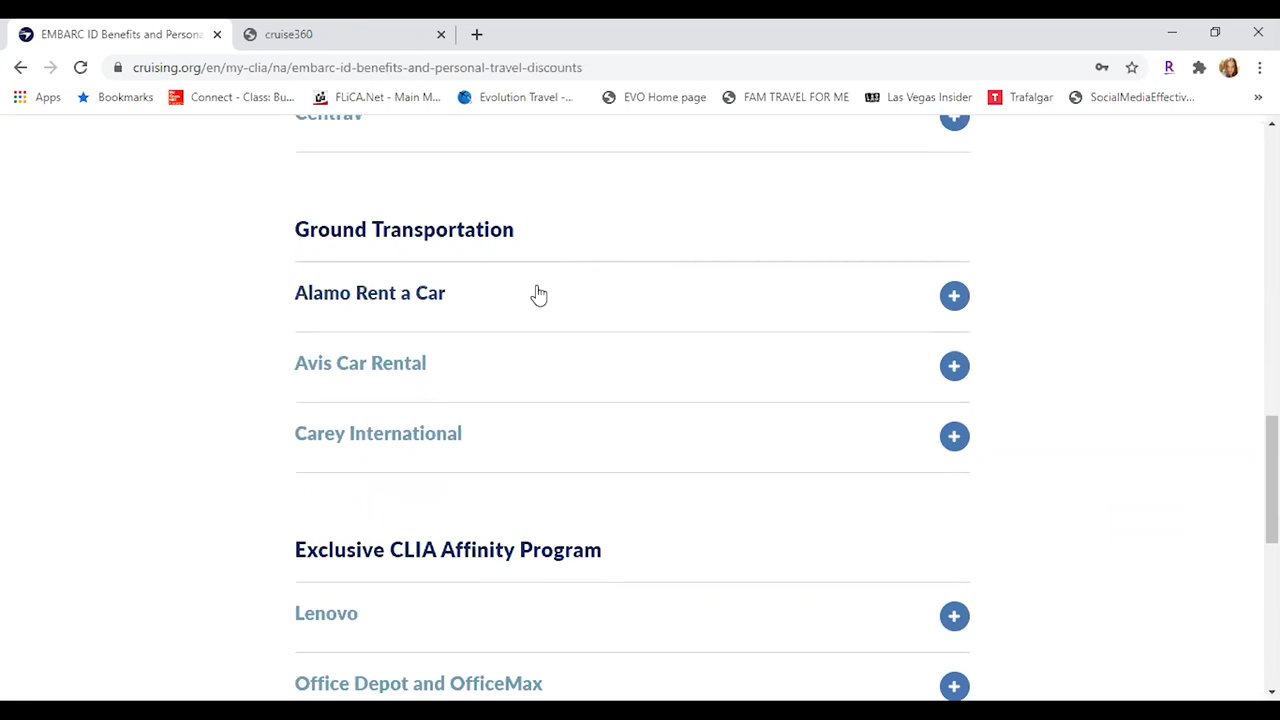 EMBARC ID Benefits and Persona
cruise360
cruising.org/en/my-clia/na/embarc-id-benefits-and-personal-travel-discounts
R
Apps
Bookmarks
Connect - Class: Bu...
FLiCA.Net - Main M...
Evolution Travel -...
EVO Home page
FAM TRAVEL FOR ME
Las Vegas Insider
T
Trafalgar
SocialMediaEffectiv...
»
Centrav
Ground Transportation
Alamo Rent a Car
Avis Car Rental
Carey International
Exclusive CLIA Affinity Program
Lenovo
Office Depot and OfficeMax